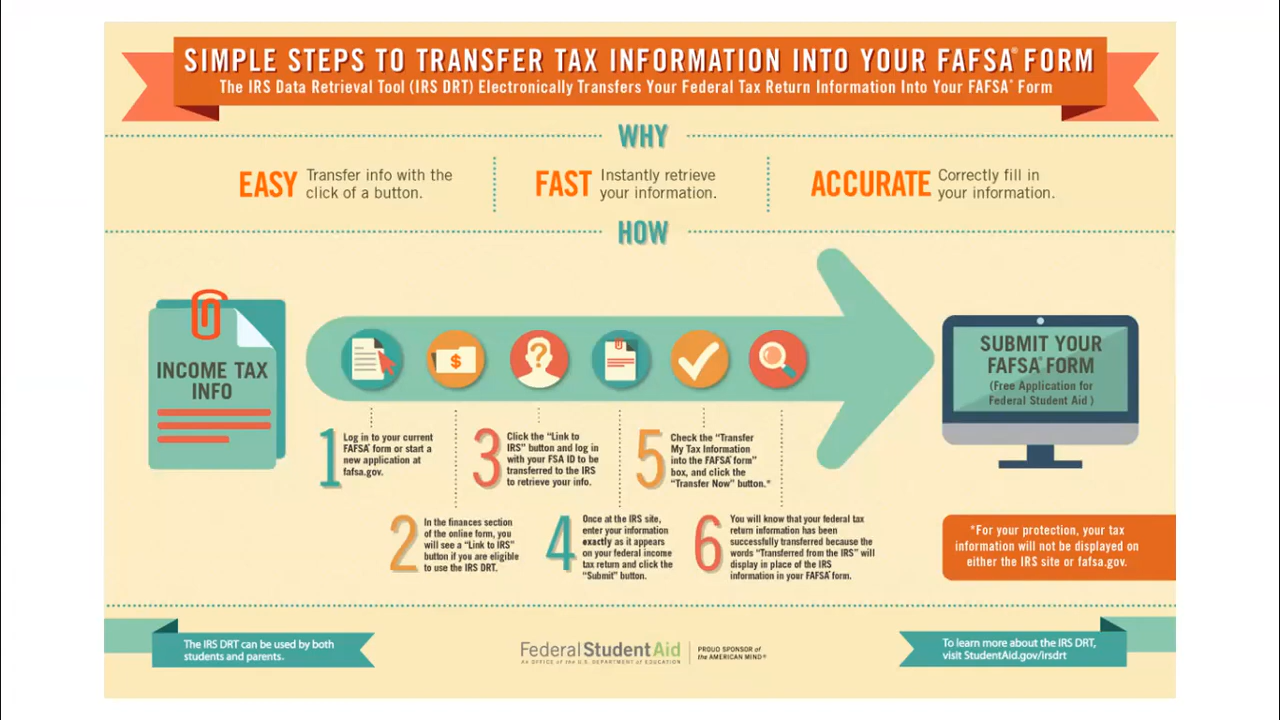 SIMPLE STEPS TO TRANSFER TAX INFORMATION INTO YOUR FAFSA® FORM
The IRS Data Retrieval Tool (IRS DRT) Electronically Transfers Your Federal Tax Return Information Into Your FAFSA® Form
WHY
EASY
Transfer info with the
click of a button.
FAST
Instantly retrieve
your information.
ACCURATE
Correctly fill in
your information.
HOW
INCOME TAX
INFO
$
?
1
Log in to your current
FAFSA® form or start a
new application at
fafsa.gov.
2
In the finances section
of the online form, you
will see a “Link to IRS”
button if you are eligible
to use the IRS DRT.
3
Click the “Link to
IRS” button and log in
with your FSA ID to be
transferred to the IRS
to retrieve your info.
4
Once at the IRS site,
enter your information
exactly as it appears
on your federal income
tax return and click the
“Submit” button.
5
Check the “Transfer
My Tax Information
into the FAFSA® form”
box, and click the
“Transfer Now” button.*
6
You will know that your federal tax
return information has been
successfully transferred because the
words “Transferred from the IRS” will
display in place of the IRS
information in your FAFSA® form.
SUBMIT YOUR
FAFSA® FORM
(Free Application for
Federal Student Aid )
*For your protection, your tax
information will not be displayed on
either the IRS site or fafsa.gov.
The IRS DRT can be used by both
students and parents.
Federal Student Aid
AN OFFICE of the U.S. DEPARTMENT of EDUCATION
PROUD SPONSOR of
the AMERICAN MIND®
To learn more about the IRS DRT,
visit StudentAid.gov/irsdrt